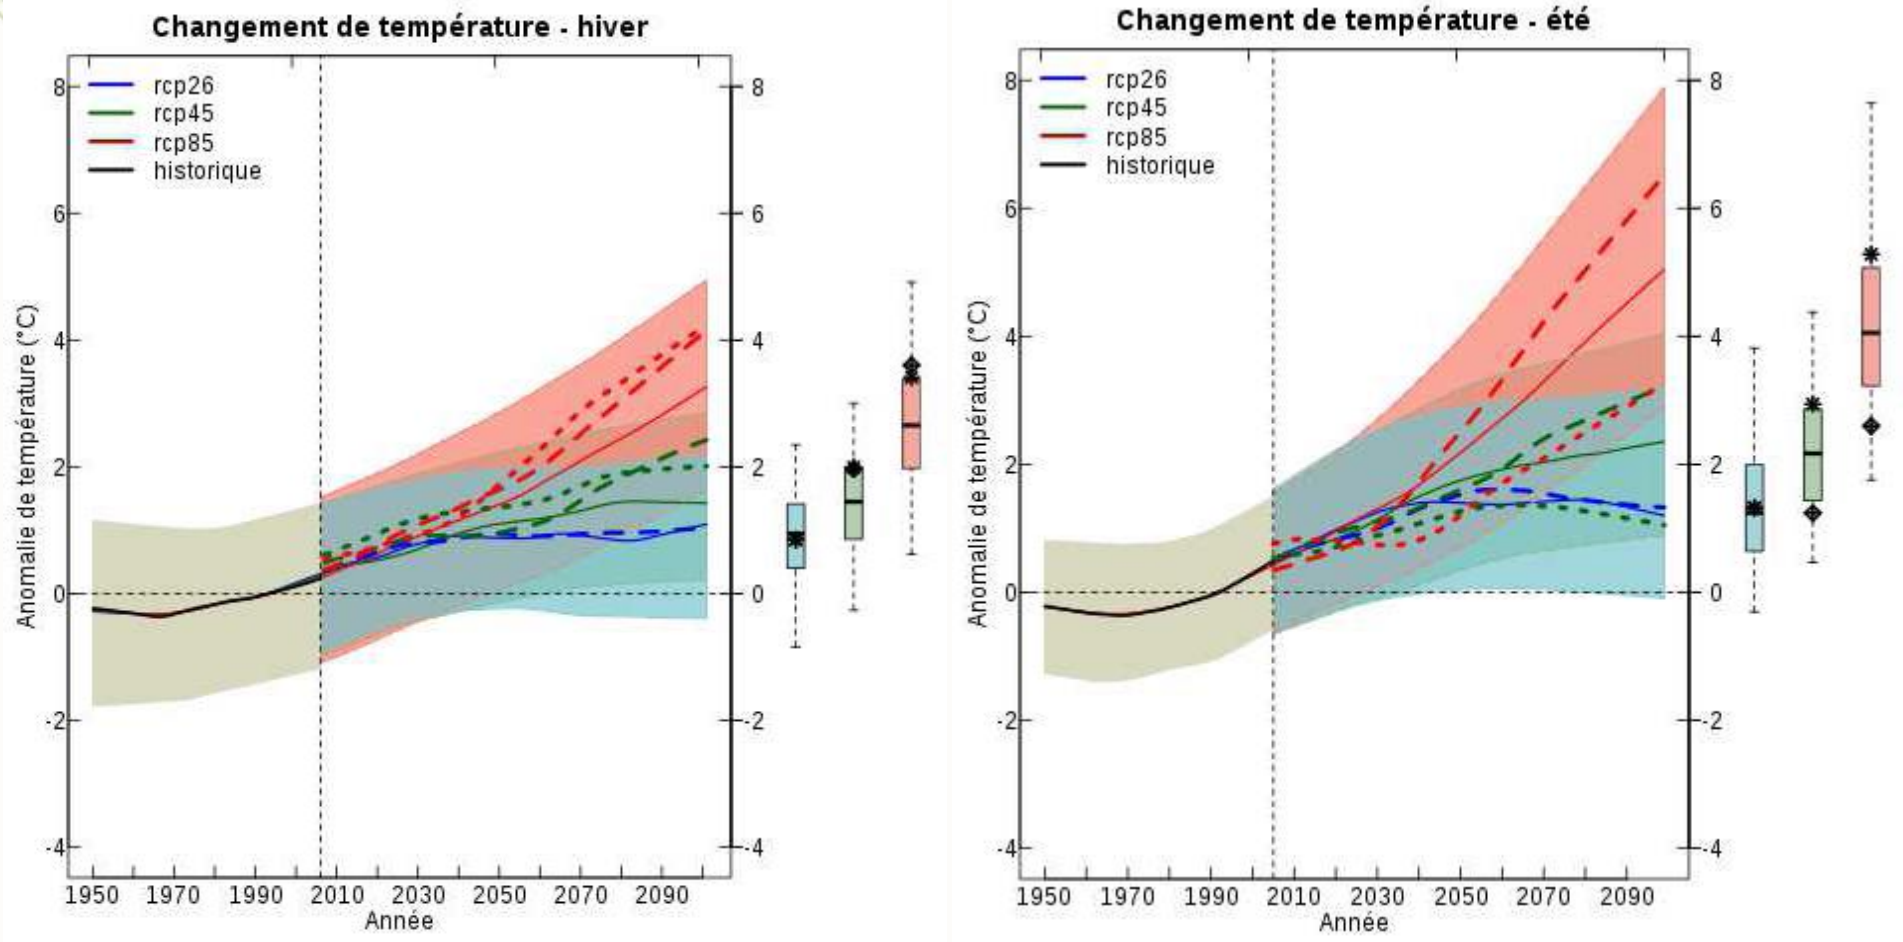 Changement de température - hiver
rcp26
rcp45
rcp85
historique
8
6
4
2
0
-2
-4
8
6
4
2
0
-2
-4
Anomalie de température (°C)
1950 1970 1990 2010 2030 2050 2070 2090
Année
Changement de température - été
rcp26
rcp45
rcp85
historique
8
6
4
2
0
-2
-4
8
6
4
2
0
-2
-4
Anomalie de température (°C)
1950 1970 1990 2010 2030 2050 2070 2090
Année